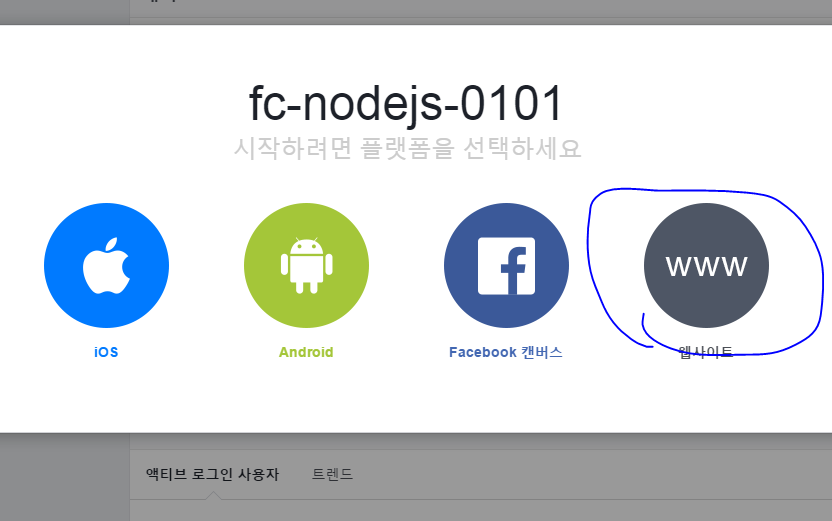 fc-nodejs-0101
시작하려면 플랫폼을 선택하세요
www
iOS
Android
Facebook 캔버스
웹사이트
액티브 로그인 사용자
트렌드